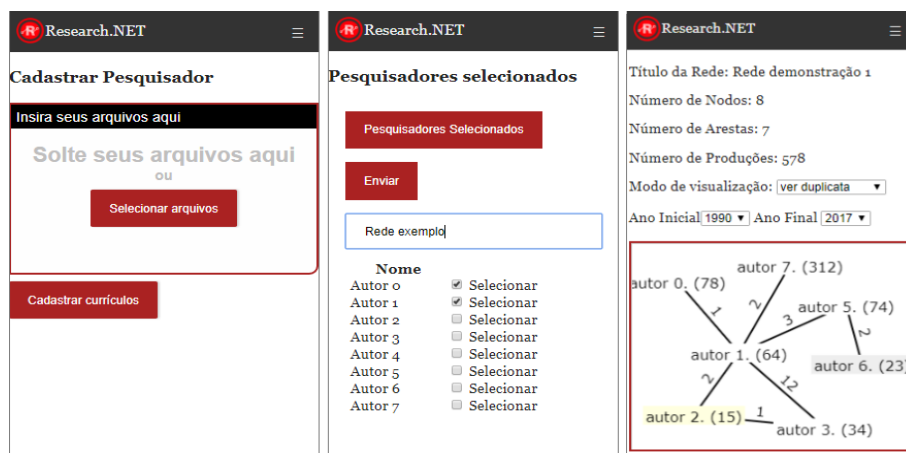 Research.NET
Cadastrar Pesquisador
Insira seus arquivos aqui
Solte seus arquivos aqui
ou
Selecionar arquivos
Cadastrar currículos
Research.NET
Pesquisadores selecionados
Pesquisadores Selecionados
Enviar
Rede exemplo
Nome
Autor 0 Selecionar
Autor 1 Selecionar
Autor 2 Selecionar
Autor 3 Selecionar
Autor 4 Selecionar
Autor 5 Selecionar
Autor 6 Selecionar
Autor 7 Selecionar
Research.NET
Título da Rede: Rede demonstração 1
Número de Nodos: 8
Número de Arestas: 7
Número de Produções: 578
Modo de visualização: ver duplicata
Ano Inicial 1990 Ano Final 2017
autor 7. (312)
autor 0. (78)
1
2
3
autor 5. (74)
2
autor 1. (64)
autor 6. (23)
2
12
autor 2. (15)
1
autor 3. (34)